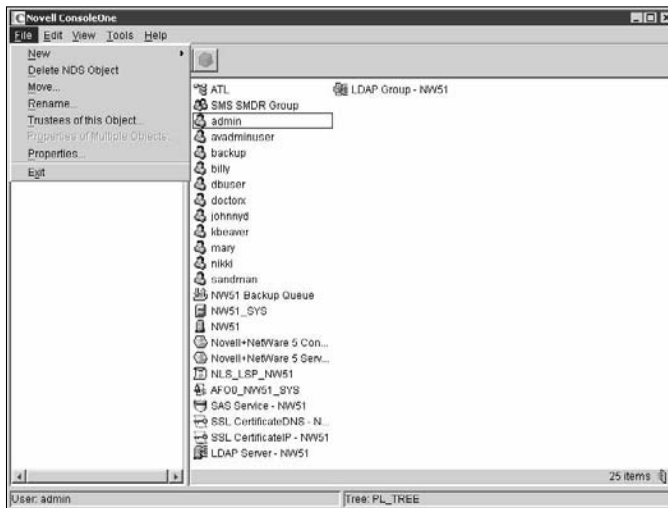 Novell ConsoleOne
File Edit View Tools Help
New
Delete NDS Object
Move...
Rename...
Trustees of this Object...
Properties of Multiple Objects...
Properties...
Exit
ATL
SMS SMDR Group
admin
avadminuser
backup
billy
dbuser
doctorx
johnnyd
kbeaver
mary
nikki
sandman
NW51 Backup Queue
NW51_SYS
NW51
Novell+NetWare 5 Con...
Novell+NetWare 5 Serv...
NLS_LSP_NW51
AFO0_NW51_SYS
SAS Service - NW51
SSL CertificateDNS - N...
SSL CertificateIP - NW51
LDAP Server - NW51
LDAP Group - NW51
25 items
User: admin
Tree: PL_TREE